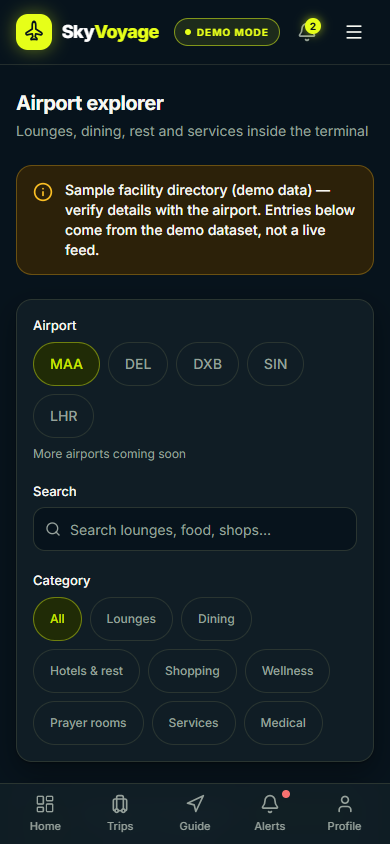 SkyVoyage
DEMO MODE
2
Airport explorer
Lounges, dining, rest and services inside the terminal
Sample facility directory (demo data) —
verify details with the airport. Entries below
come from the demo dataset, not a live
feed.
Airport
MAA
DEL
DXB
SIN
LHR
More airports coming soon
Search
Search lounges, food, shops...
Category
All
Lounges
Dining
Hotels & rest
Shopping
Wellness
Prayer rooms
Services
Medical
Home
Trips
Guide
Alerts
Profile